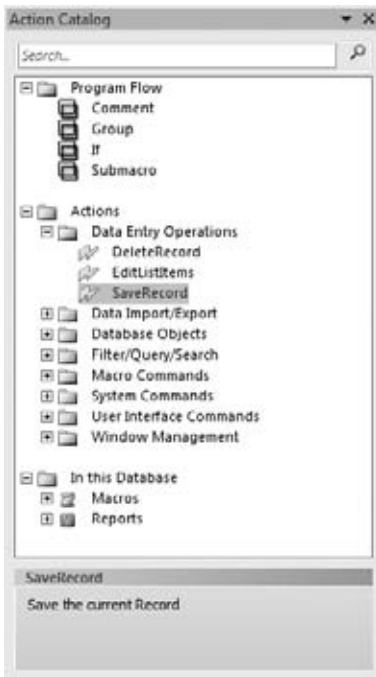 Action Catalog
Search...
Program Flow
Comment
Group
If
Submacro
Actions
Data Entry Operations
DeleteRecord
EditListItems
SaveRecord
Data Import/Export
Database Objects
Filter/Query/Search
Macro Commands
System Commands
User Interface Commands
Window Management
In this Database
Macros
Reports
SaveRecord
Save the current Record